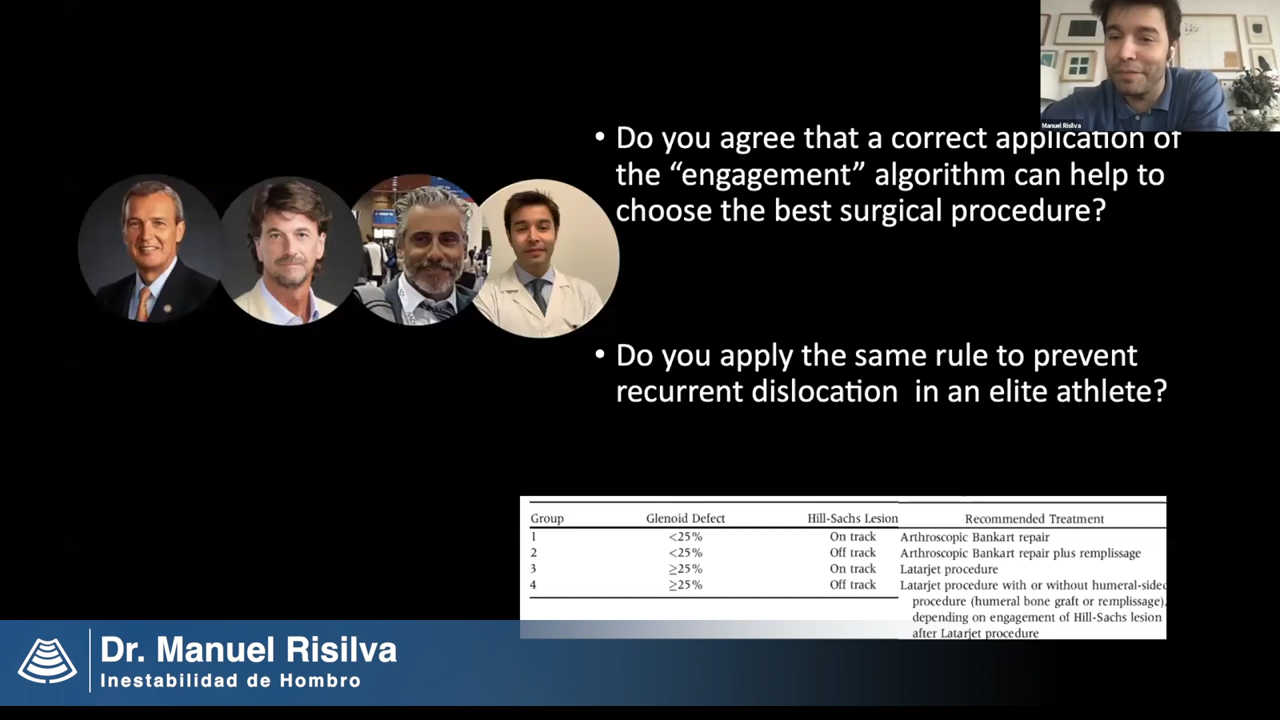 Manuel Risilva
• Do you agree that a correct application of
the “engagement” algorithm can help to
choose the best surgical procedure?
• Do you apply the same rule to prevent
recurrent dislocation in an elite athlete?
Group Glenoid Defect Hill-Sachs Lesion Recommended Treatment
1 <25% On track Arthroscopic Bankart repair
2 <25% Off track Arthroscopic Bankart repair plus remplissage
3 ≥25% On track Latarjet procedure
4 ≥25% Off track Latarjet procedure with or without humeral-sided
procedure (humeral bone graft or remplissage),
depending on engagement of Hill-Sachs lesion
after Latarjet procedure
Dr. Manuel Risilva
Inestabilidad de Hombro